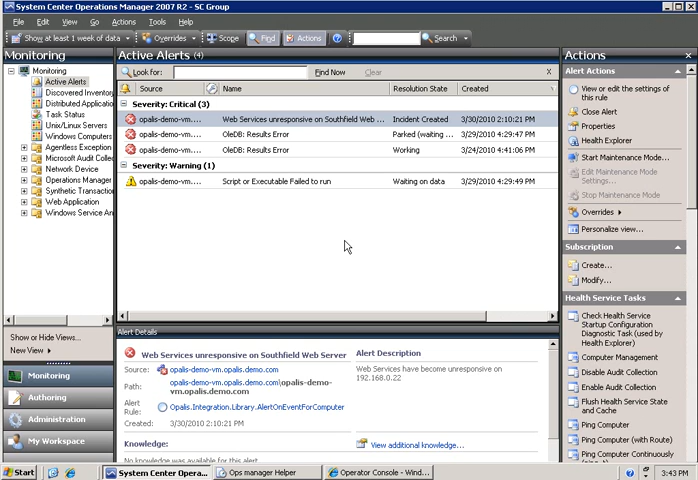 System Center Operations Manager 2007 R2 - SC Group
File Edit View Actions Tools Help
Show at least 1 week of data Overrides Scope Find Actions Search
Monitoring
Monitoring
Active Alerts
Discovered Inventory
Distributed Applicatio
Task Status
Unix/Linux Servers
Windows Computers
Agentless Exception
Microsoft Audit Collec
Network Device
Operations Manager
Synthetic Transaction
Web Application
Windows Service An
Show or Hide Views...
New View
Monitoring
Authoring
Administration
My Workspace
Active Alerts (4)
Look for: Find Now Clear X
Source Name Resolution State Created
Severity: Critical (3)
opalis-demo-vm.... Web Services unresponsive on Southfield Web ... Incident Created 3/30/2010 2:10:21 PM
opalis-demo-vm.... OleDB: Results Error Parked (waiting ... 3/29/2010 4:29:47 PM
opalis-demo-vm.... OleDB: Results Error Working 3/24/2010 4:41:06 PM
Severity: Warning (1)
opalis-demo-vm.... Script or Executable Failed to run Waiting on data 3/29/2010 4:29:49 PM
Alert Details
Web Services unresponsive on Southfield Web Server
Source: opalis-demo-vm.opalis.demo.com
Path: opalis-demo-vm.opalis.demo.com\opalis-demo-
vm.opalis.demo.com
Alert
Rule: Opalis.Integration.Library.AlertOnEventForComputer
Created: 3/30/2010 2:10:21 PM
Knowledge:
No knowledge was available for this alert
Alert Description
Web Services have become unresponsive on
192.168.0.22
View additional knowledge...
Actions
Alert Actions
View or edit the settings of
this rule
Close Alert
Properties
Health Explorer
Start Maintenance Mode...
Edit Maintenance Mode
Settings...
Stop Maintenance Mode
Overrides
Personalize view...
Subscription
Create...
Modify...
Health Service Tasks
Check Health Service
Startup Configuration
Diagnostic Task (used by
Health Explorer)
Computer Management
Disable Audit Collection
Enable Audit Collection
Flush Health Service State
and Cache
Ping Computer
Ping Computer (with Route)
Ping Computer Continuously
Start System Center Opera... Ops manager Helper Operator Console - Wind... 3:43 PM